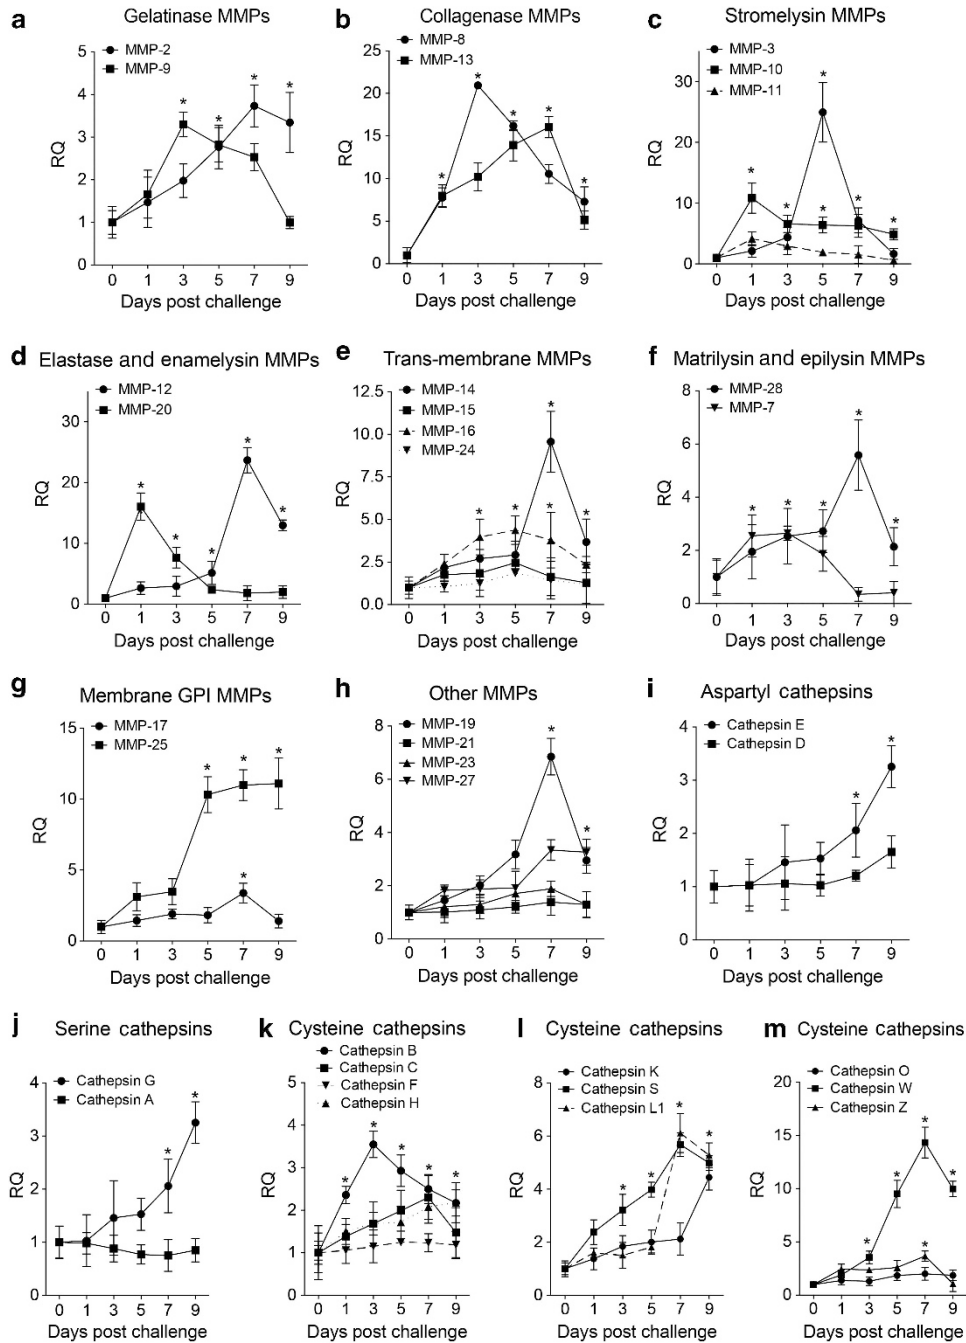 a Gelatinase MMPs
MMP-2
MMP-9
RQ
5
4
3
2
1
0
* * * *
0 1 3 5 7 9
Days post challenge
b Collagenase MMPs
MMP-8
MMP-13
RQ
25
20
15
10
5
0
* * * * *
0 1 3 5 7 9
Days post challenge
c Stromelysin MMPs
MMP-3
MMP-10
MMP-11
RQ
30
20
10
0
* * * * * *
0 1 3 5 7 9
Days post challenge
d Elastase and enamelysin MMPs
MMP-12
MMP-20
RQ
30
20
10
0
* * * * *
0 1 3 5 7 9
Days post challenge
e Trans-membrane MMPs
MMP-14
MMP-15
MMP-16
MMP-24
RQ
12.5
10.0
7.5
5.0
2.5
0.0
* * * * *
0 1 3 5 7 9
Days post challenge
f Matrilysin and epilysin MMPs
MMP-28
MMP-7
RQ
8
6
4
2
0
* * * * *
0 1 3 5 7 9
Days post challenge
g Membrane GPI MMPs
MMP-17
MMP-25
RQ
15
10
5
0
* * * *
0 1 3 5 7 9
Days post challenge
h Other MMPs
MMP-19
MMP-21
MMP-23
MMP-27
RQ
8
6
4
2
0
* *
0 1 3 5 7 9
Days post challenge
i Aspartyl cathepsins
Cathepsin E
Cathepsin D
RQ
4
3
2
1
0
* *
0 1 3 5 7 9
Days post challenge
j Serine cathepsins
Cathepsin G
Cathepsin A
RQ
4
3
2
1
0
* *
0 1 3 5 7 9
Days post challenge
k Cysteine cathepsins
Cathepsin B
Cathepsin C
Cathepsin F
Cathepsin H
RQ
5
4
3
2
1
0
* * * * *
0 1 3 5 7 9
Days post challenge
l Cysteine cathepsins
Cathepsin K
Cathepsin S
Cathepsin L1
RQ
8
6
4
2
0
* * * *
0 1 3 5 7 9
Days post challenge
m Cysteine cathepsins
Cathepsin O
Cathepsin W
Cathepsin Z
RQ
20
15
10
5
0
* * * * *
0 1 3 5 7 9
Days post challenge